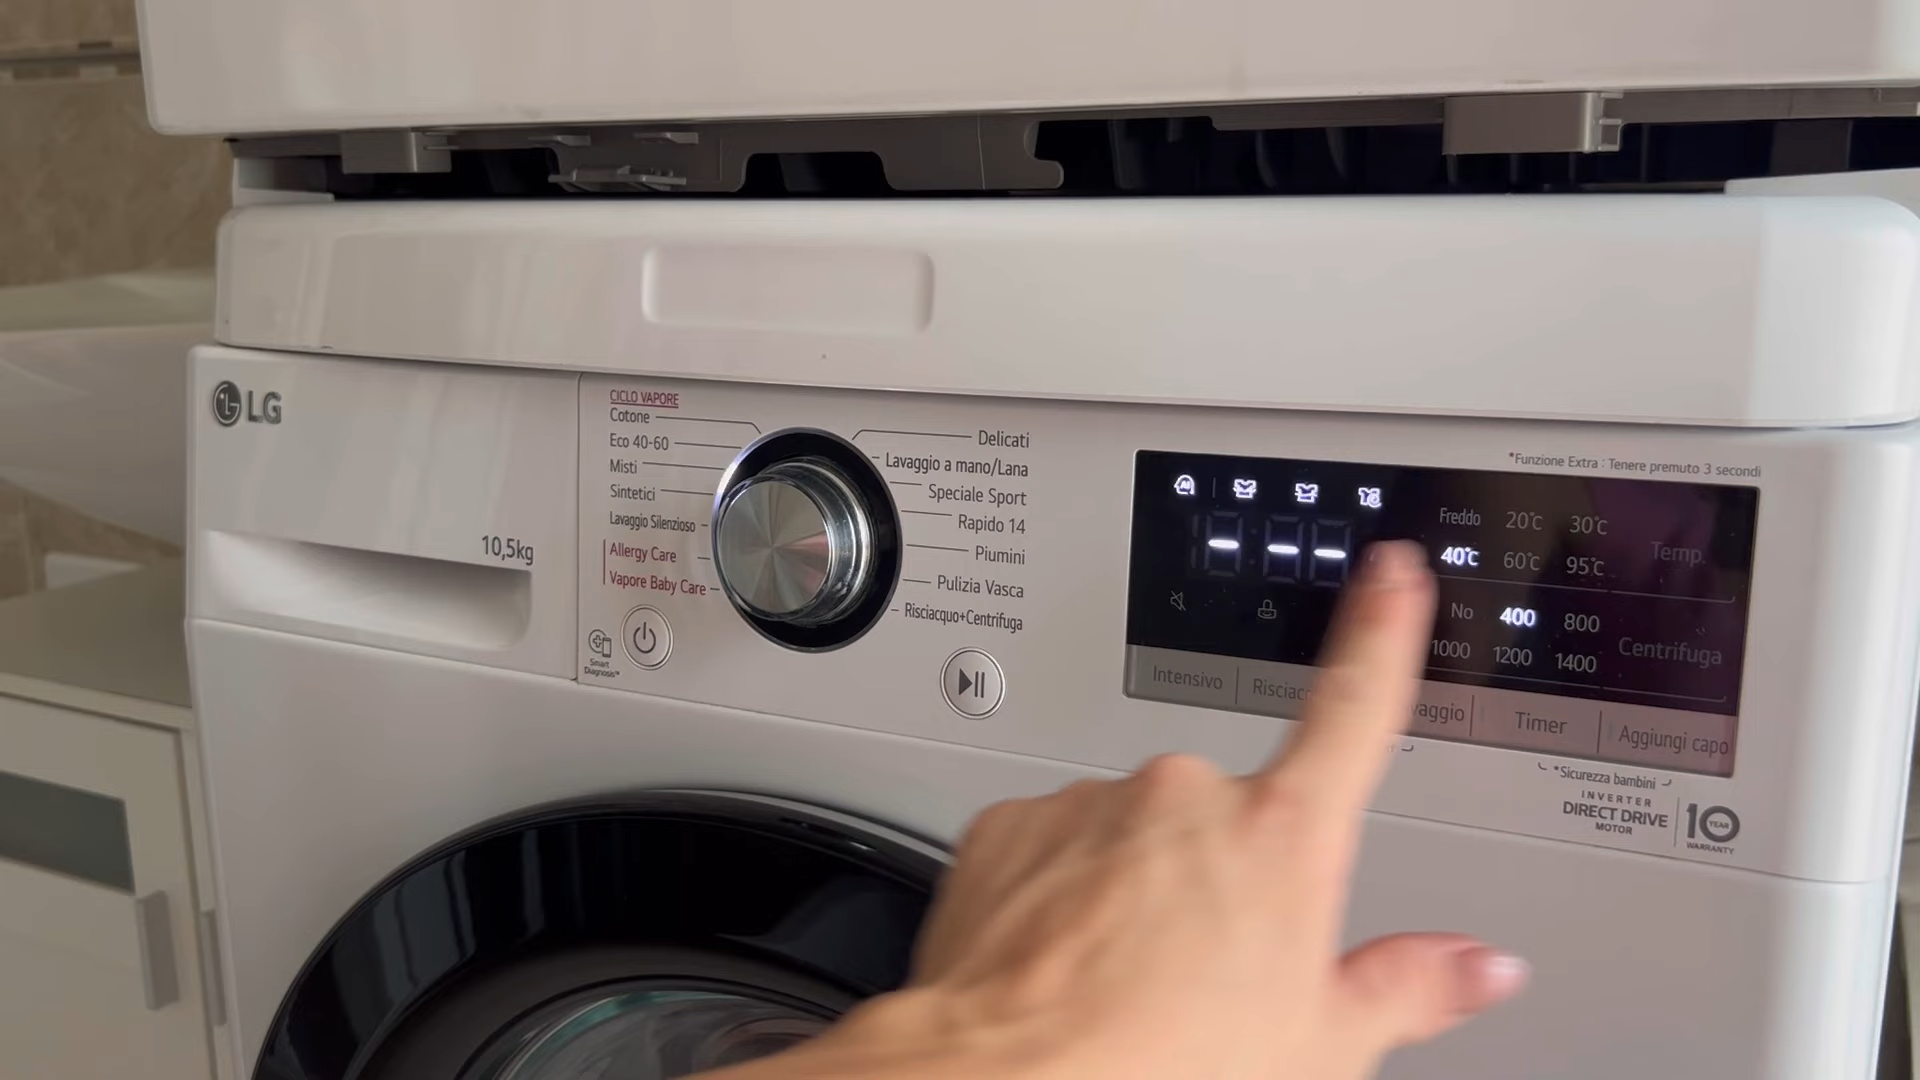 LG
10,5kg
CICLO VAPORE
Cotone
Eco 40-60
Misti
Sintetici
Lavaggio Silenzioso
Allergy Care
Vapore Baby Care
Smart
Diagnosis™
Delicati
Lavaggio a mano/Lana
Speciale Sport
Rapido 14
Piumini
Pulizia Vasca
Risciacquo+Centrifuga
*Funzione Extra : Tenere premuto 3 secondi
AI
- -- 
Freddo 20℃ 30℃
40℃ 60℃ 95℃
Temp.
No 400 800
1000 1200 1400
Centrifuga
Intensivo
Timer
Aggiungi capo
*Sicurezza bambini
INVERTER
DIRECT DRIVE
MOTOR
10
YEAR
WARRANTY